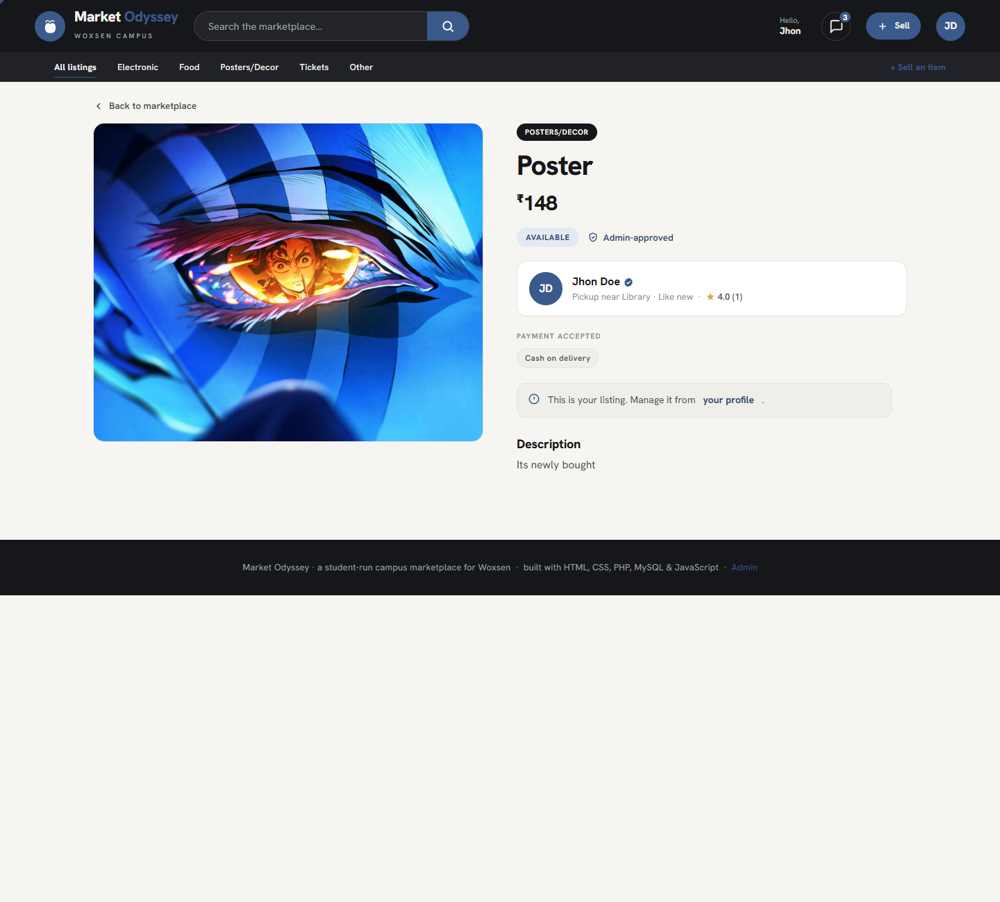 Market Odyssey
WOXSEN CAMPUS
Search the marketplace...
Hello,
Jhon
3
+ Sell
JD
All listings
Electronic
Food
Posters/Decor
Tickets
Other
+ Sell an item
Back to marketplace
POSTERS/DECOR
Poster
₹148
AVAILABLE
Admin-approved
JD
Jhon Doe
Pickup near Library · Like new · ★ 4.0 (1)
PAYMENT ACCEPTED
Cash on delivery
This is your listing. Manage it from your profile .
Description
Its newly bought
Market Odyssey · a student-run campus marketplace for Woxsen · built with HTML, CSS, PHP, MySQL & JavaScript · Admin